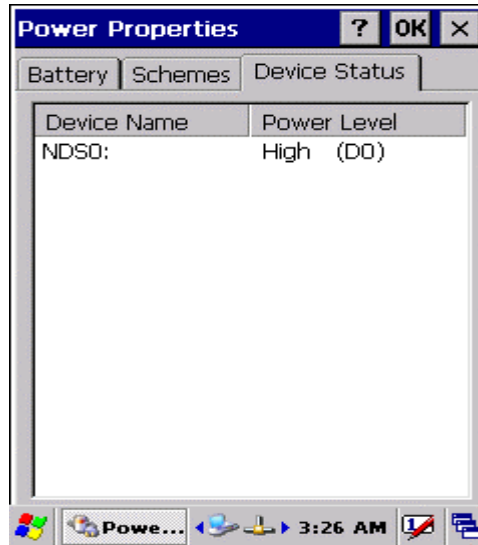 Power Properties ? OK ×
Battery Schemes Device Status
Device Name Power Level
NDS0: High (D0)
Powe... 3:26 AM